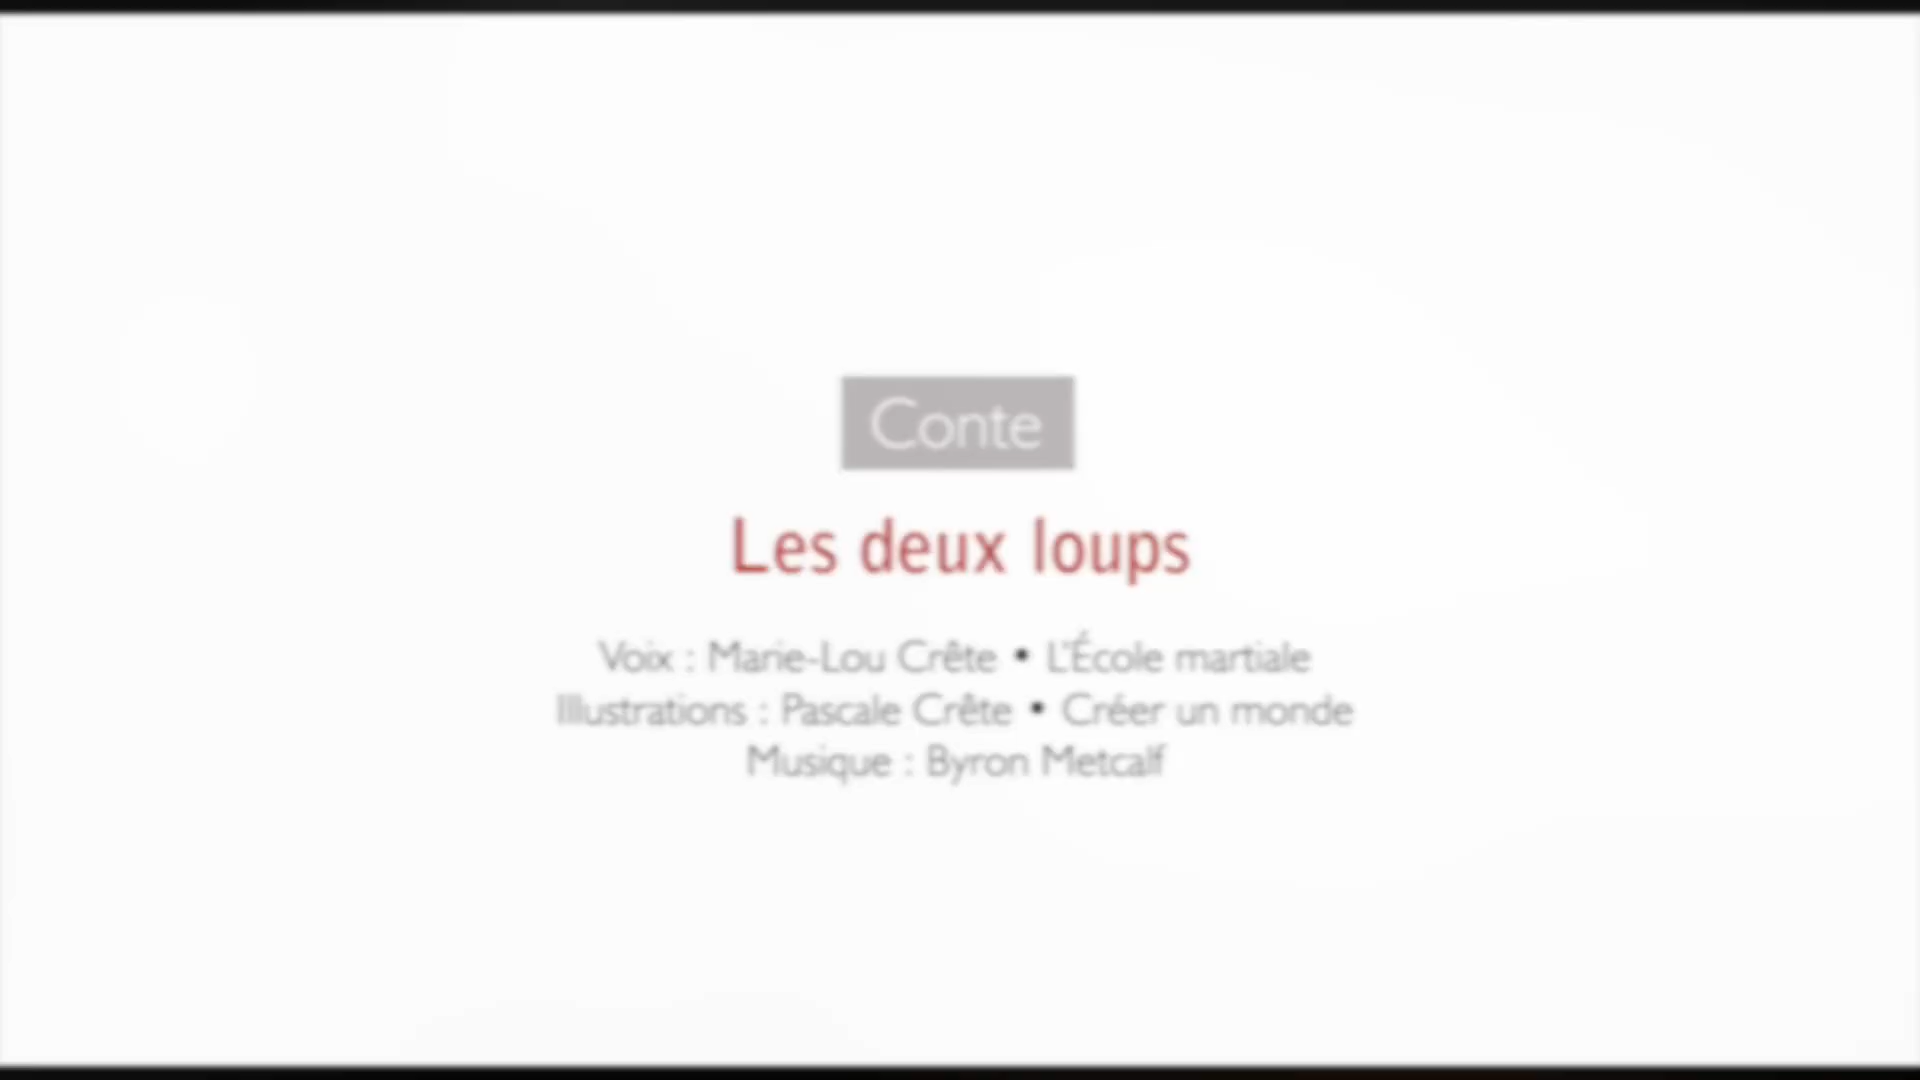 Conte
Les deux loups
Voix : Marie-Lou Crête • L'École martiale
Illustrations : Pascale Crête • Créer un monde
Musique : Byron Metcalf